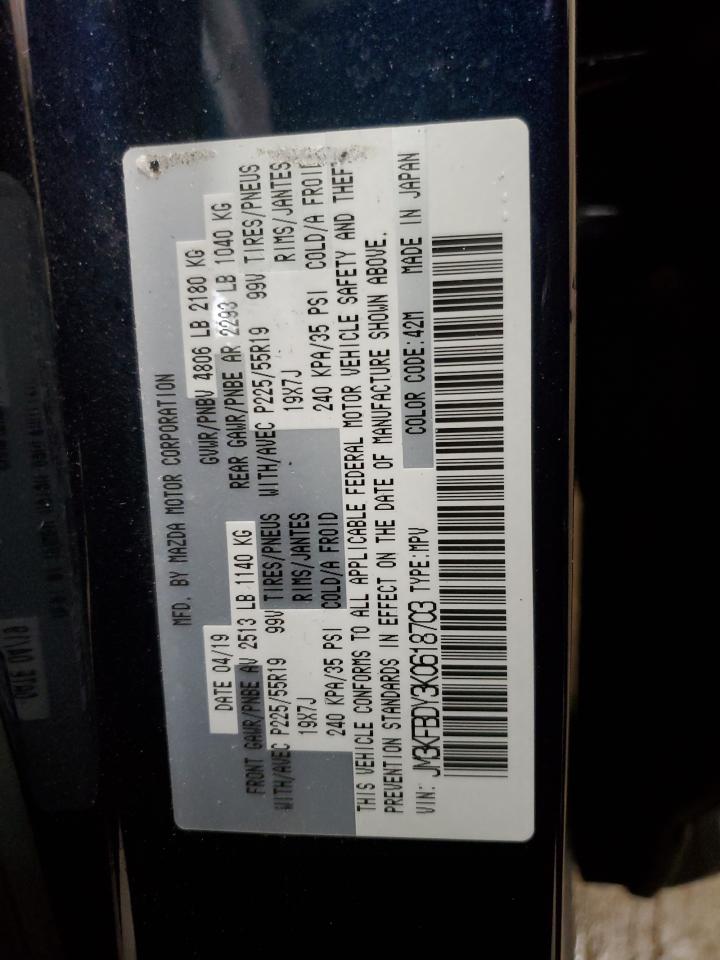 MFD. BY MAZDA MOTOR CORPORATION
DATE 04/19 GVWR/PNBV 4806 LB 2180 KG
FRONT GAWR/PNBE AV 2513 LB 1140 KG REAR GAWR/PNBE AR 2293 LB 1040 KG
WITH/AVEC P225/55R19 99V TIRES/PNEUS WITH/AVEC P225/55R19 99V TIRES/PNEUS
19X7J RIMS/JANTES 19X7J RIMS/JANTES
240 KPA/35 PSI COLD/A FROID 240 KPA/35 PSI COLD/A FROID
THIS VEHICLE CONFORMS TO ALL APPLICABLE FEDERAL MOTOR VEHICLE SAFETY AND THEFT
PREVENTION STANDARDS IN EFFECT ON THE DATE OF MANUFACTURE SHOWN ABOVE.
VIN: JM3KFBDY3K0618703 TYPE:MPV COLOR CODE:42M MADE IN JAPAN